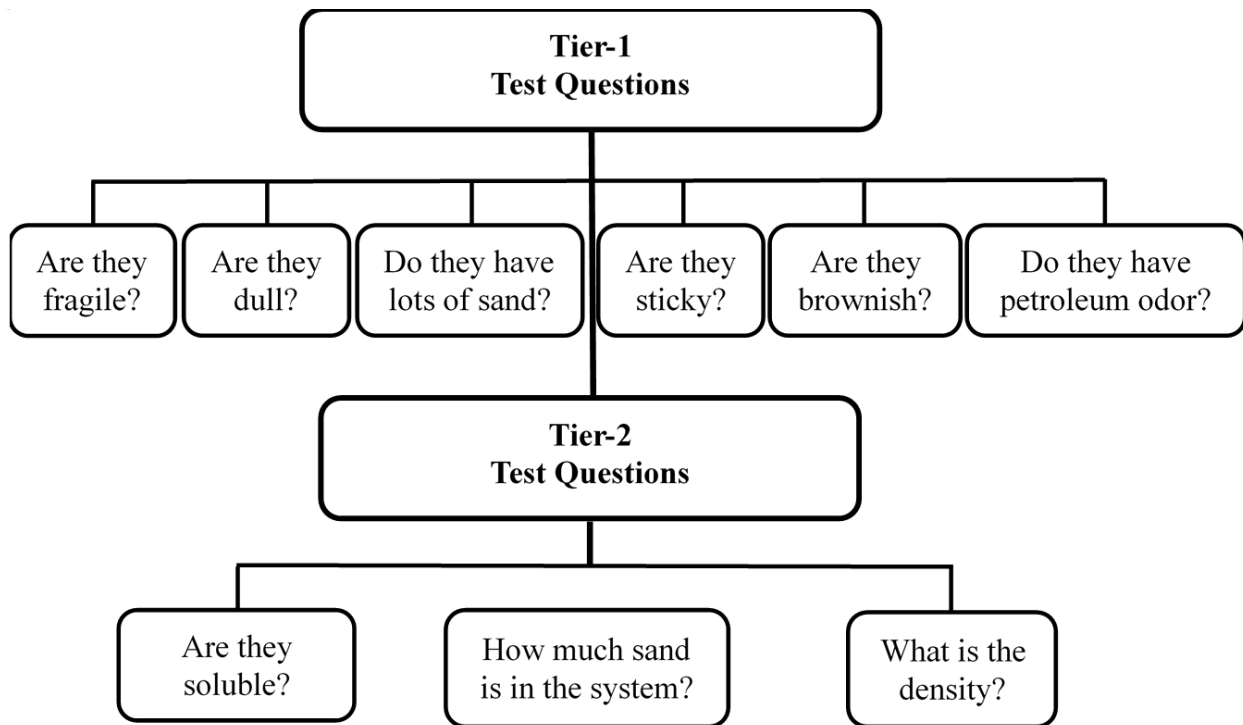 Tier-1
Test Questions
Are they
fragile?
Are they
dull?
Do they have
lots of sand?
Are they
sticky?
Are they
brownish?
Do they have
petroleum odor?
Tier-2
Test Questions
Are they
soluble?
How much sand
is in the system?
What is the
density?